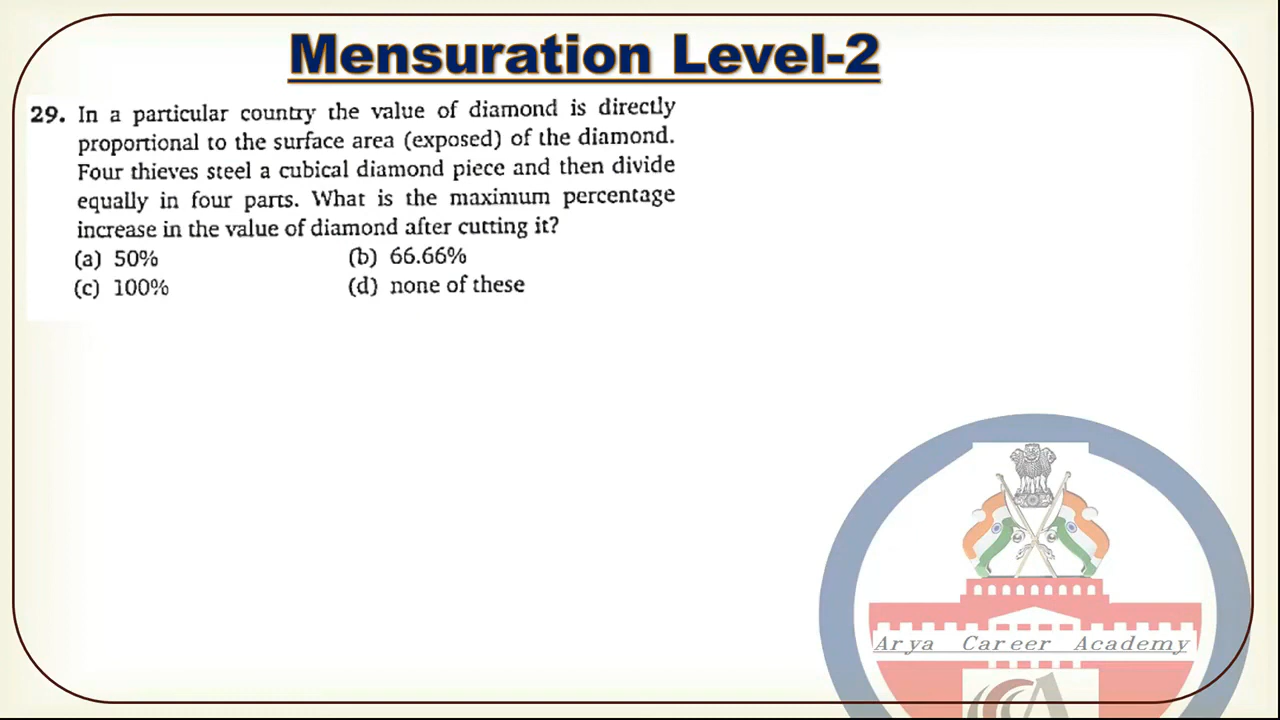 Mensuration Level-2
29. In a particular country the value of diamond is directly
proportional to the surface area (exposed) of the diamond.
Four thieves steel a cubical diamond piece and then divide
equally in four parts. What is the maximum percentage
increase in the value of diamond after cutting it?
(a) 50% (b) 66.66%
(c) 100% (d) none of these
Arya Career Academy